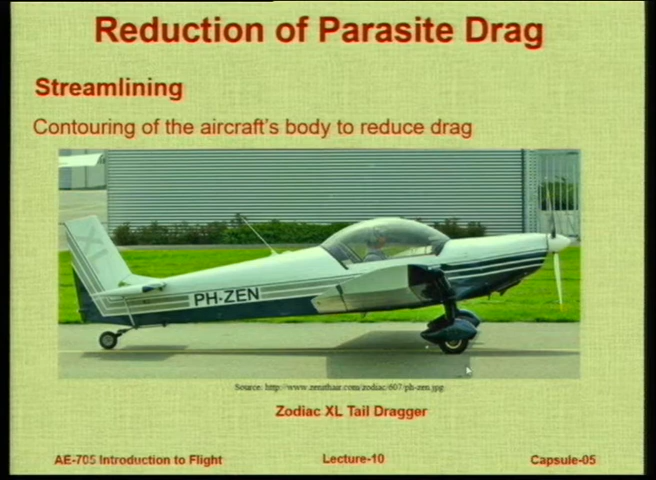 Reduction of Parasite Drag
Streamlining
Contouring of the aircraft's body to reduce drag
XL
PH-ZEN
Source: http://www.zenithair.com/zodiac/607/ph-zen.jpg
Zodiac XL Tail Dragger
AE-705 Introduction to Flight
Lecture-10
Capsule-05